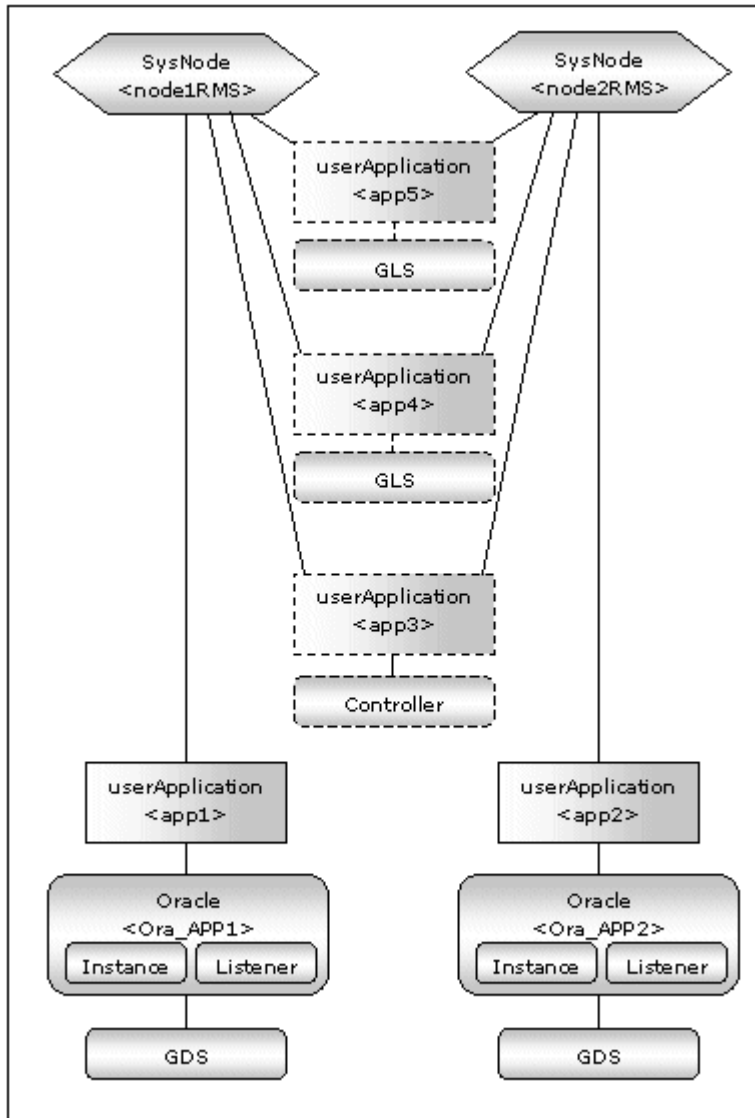 SysNode
<node1RMS>
SysNode
<node2RMS>
userApplication
<app5>
GLS
userApplication
<app4>
GLS
userApplication
<app3>
Controller
userApplication
<app1>
userApplication
<app2>
Oracle
<Ora_APP1>
Instance
Listener
Oracle
<Ora_APP2>
Instance
Listener
GDS
GDS